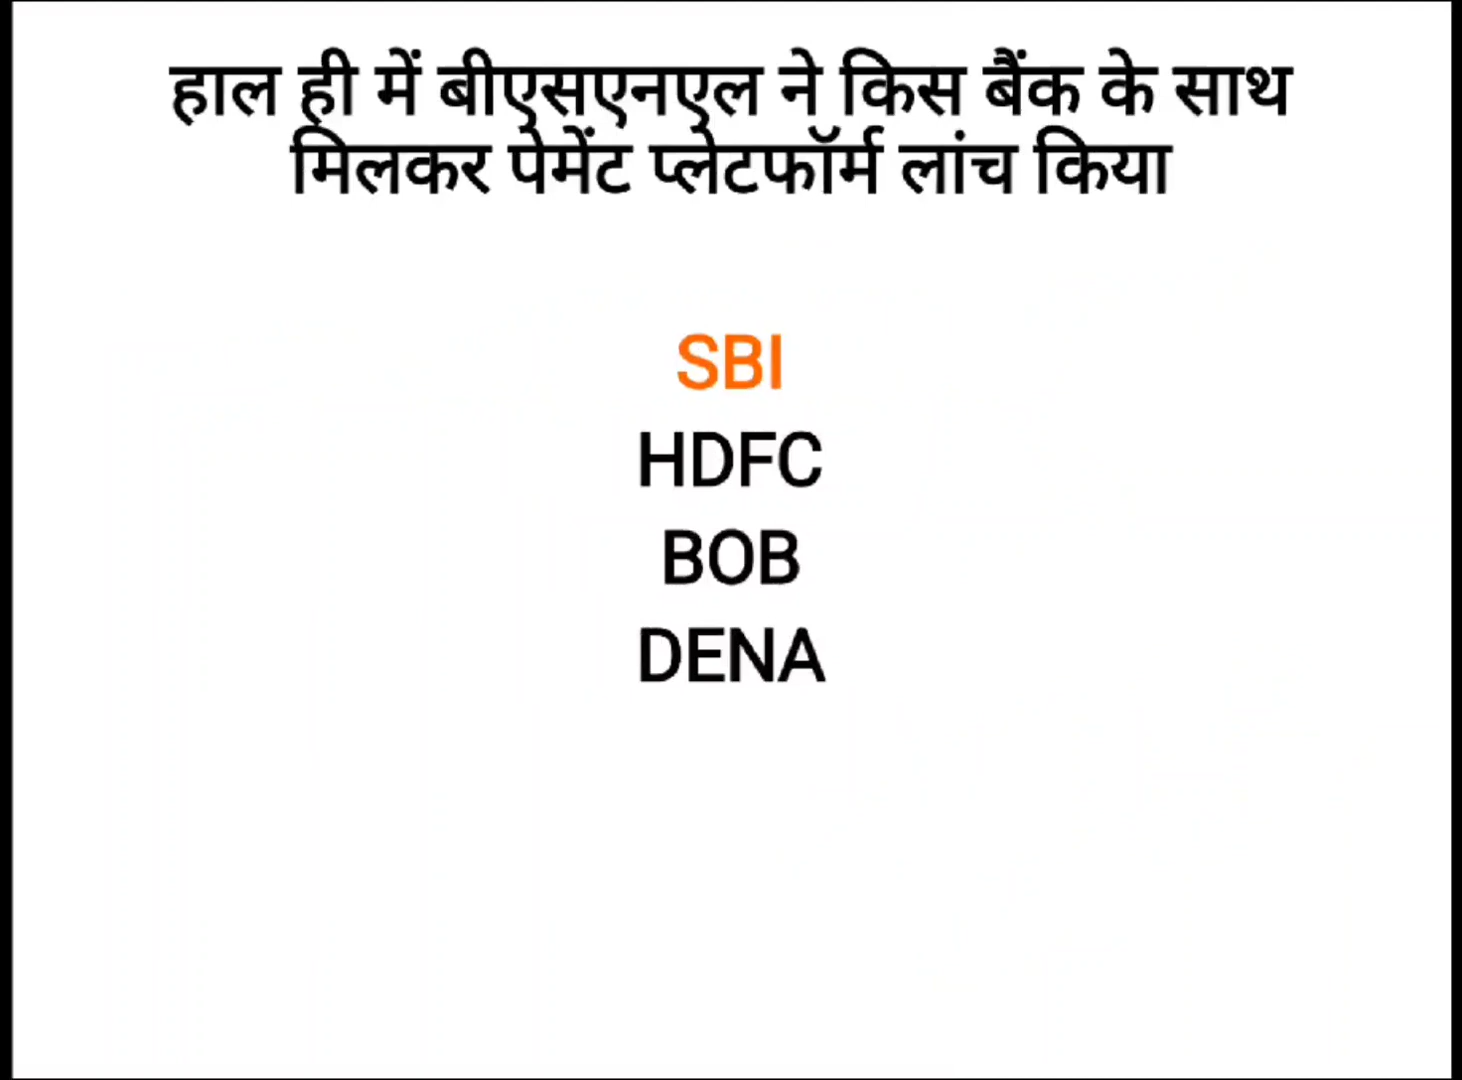 हाल ही में बीएसएनएल ने किस बैंक के साथ
मिलकर पेमेंट प्लेटफॉर्म लांच किया
SBI
HDFC
BOB
DENA